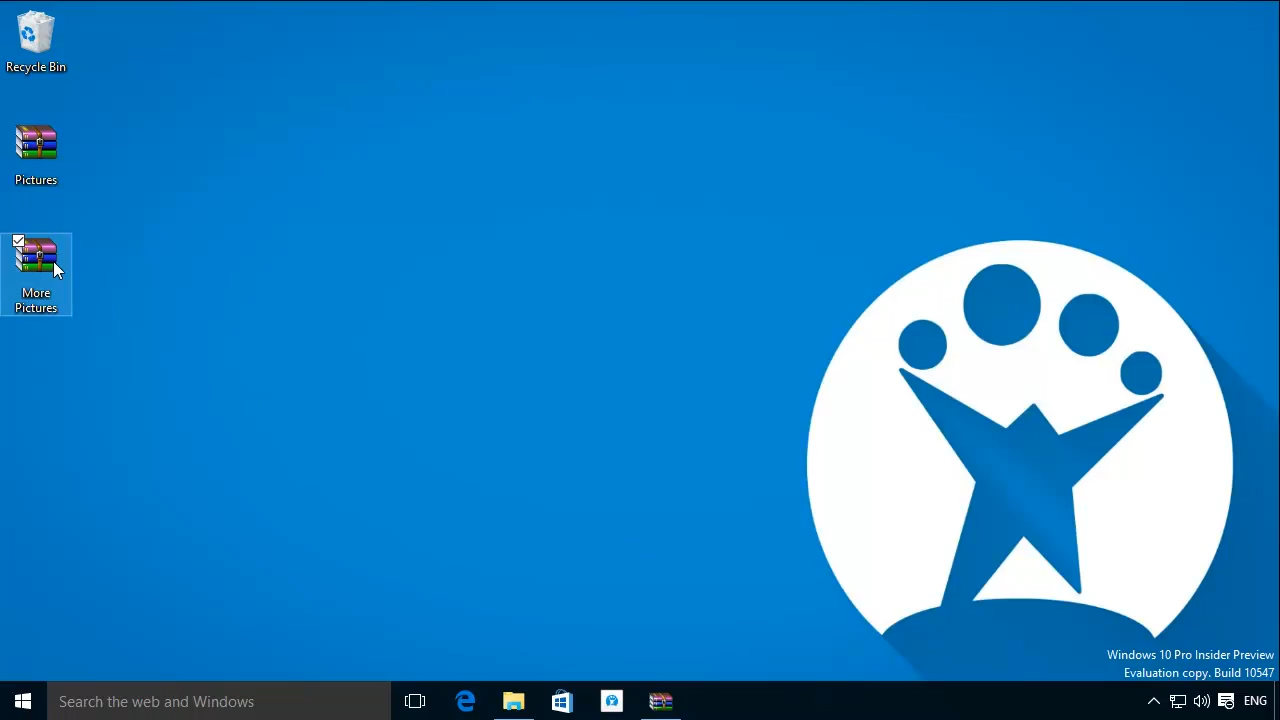 Recycle Bin
Pictures
More
Pictures
Windows 10 Pro Insider Preview
Evaluation copy. Build 10547
Search the web and Windows
ENG